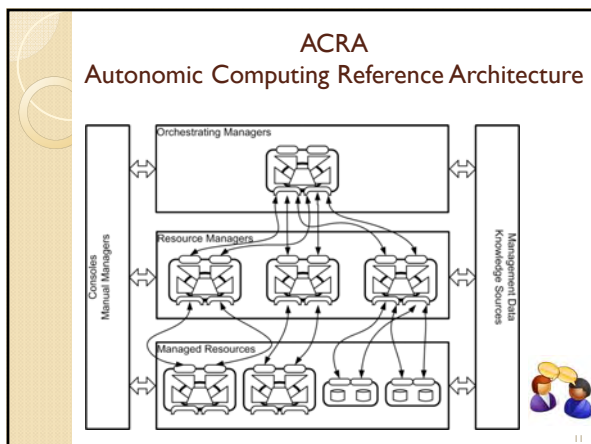 ACRA
Autonomic Computing Reference Architecture
Orchestrating Managers
Consoles
Manual Managers
Resource Managers
Management Data
Knowledge Sources
Managed Resources
11